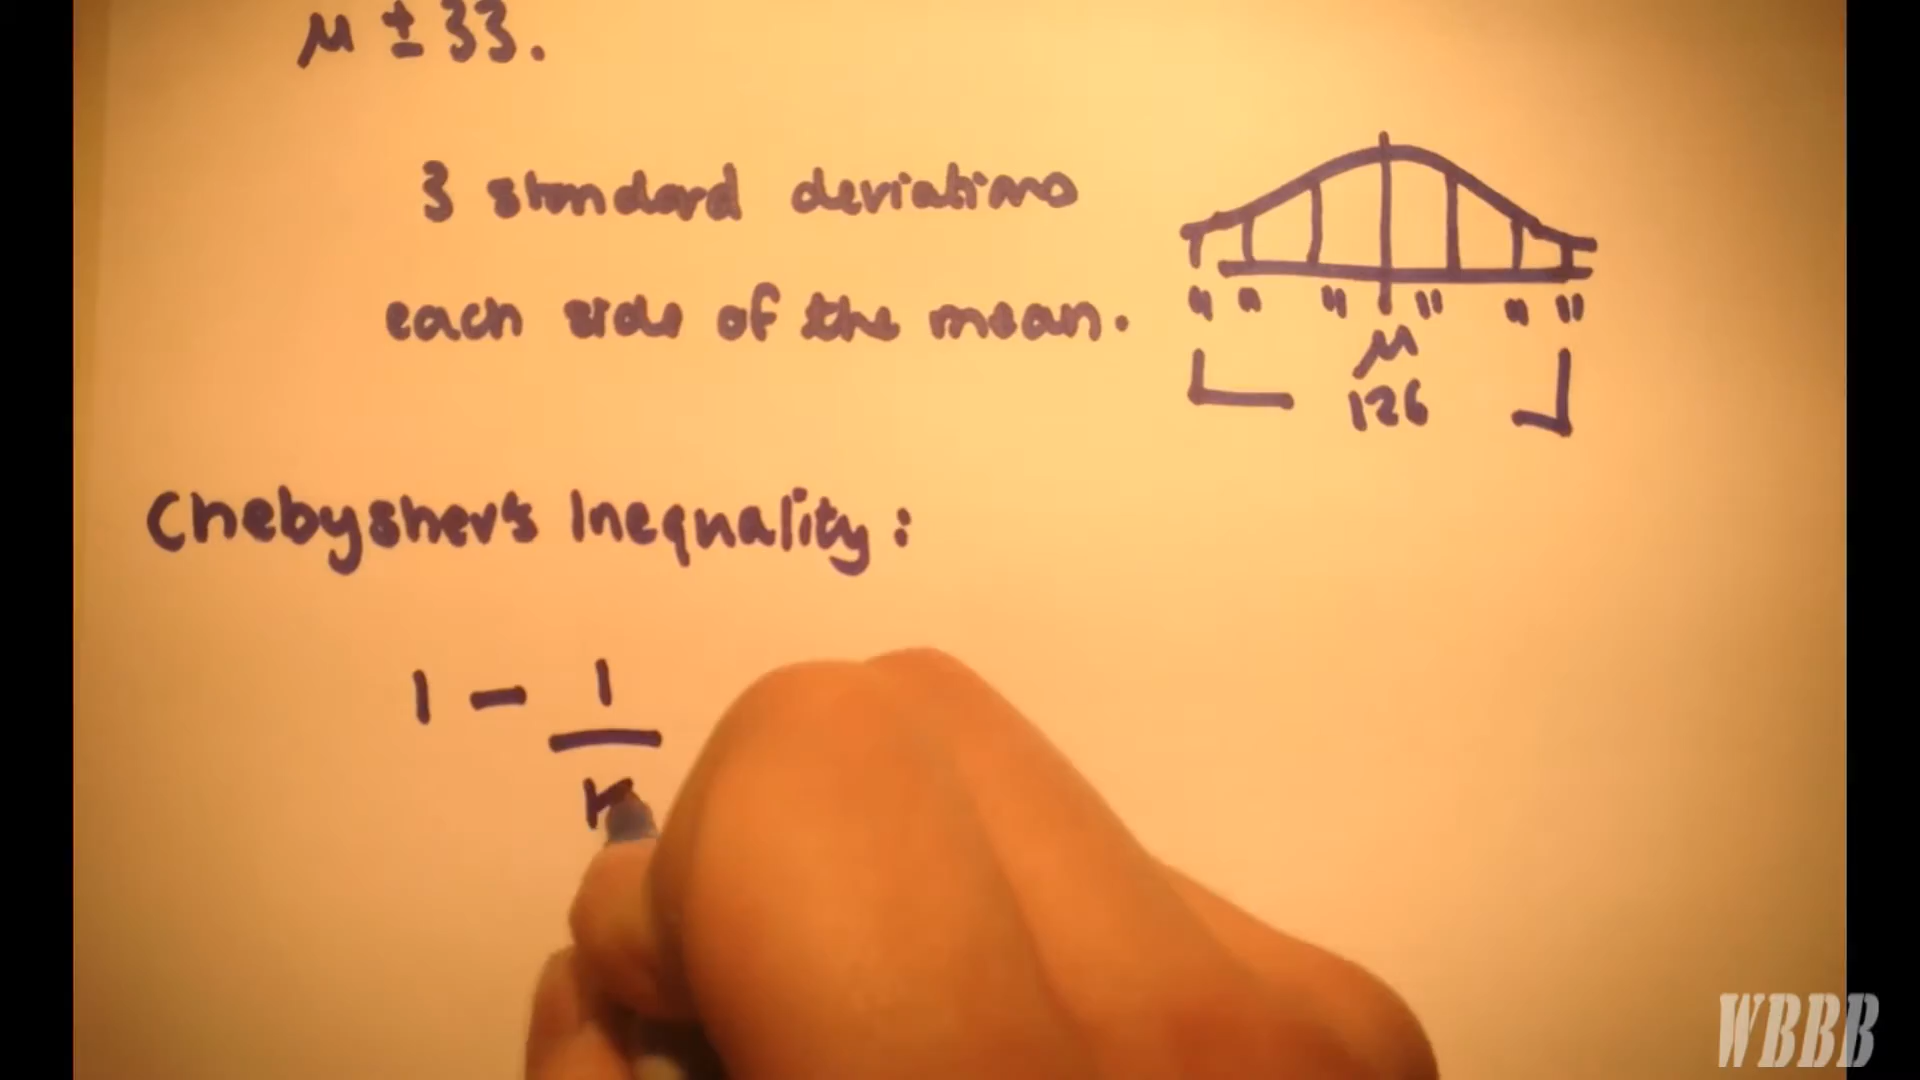 μ ± 33.
3 standard deviations
each side of the mean.
" " " " " "
μ
126
Chebyshev's Inequality:
1 - 1
k
WBBB